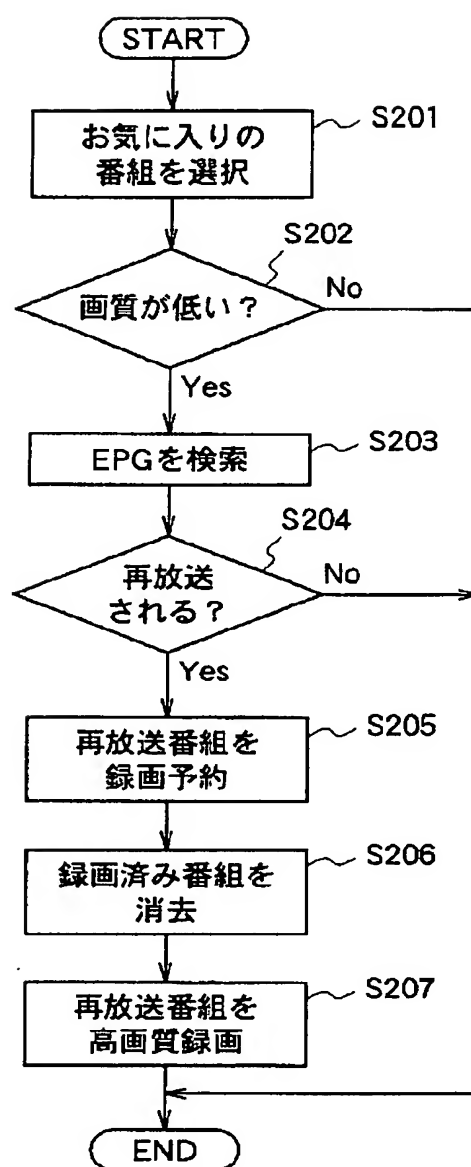 START
お気に入りの
番組を選択
S201
画質が低い？
S202
No
Yes
EPGを検索
S203
再放送
される？
S204
No
Yes
再放送番組を
録画予約
S205
録画済み番組を
消去
S206
再放送番組を
高画質録画
S207
END